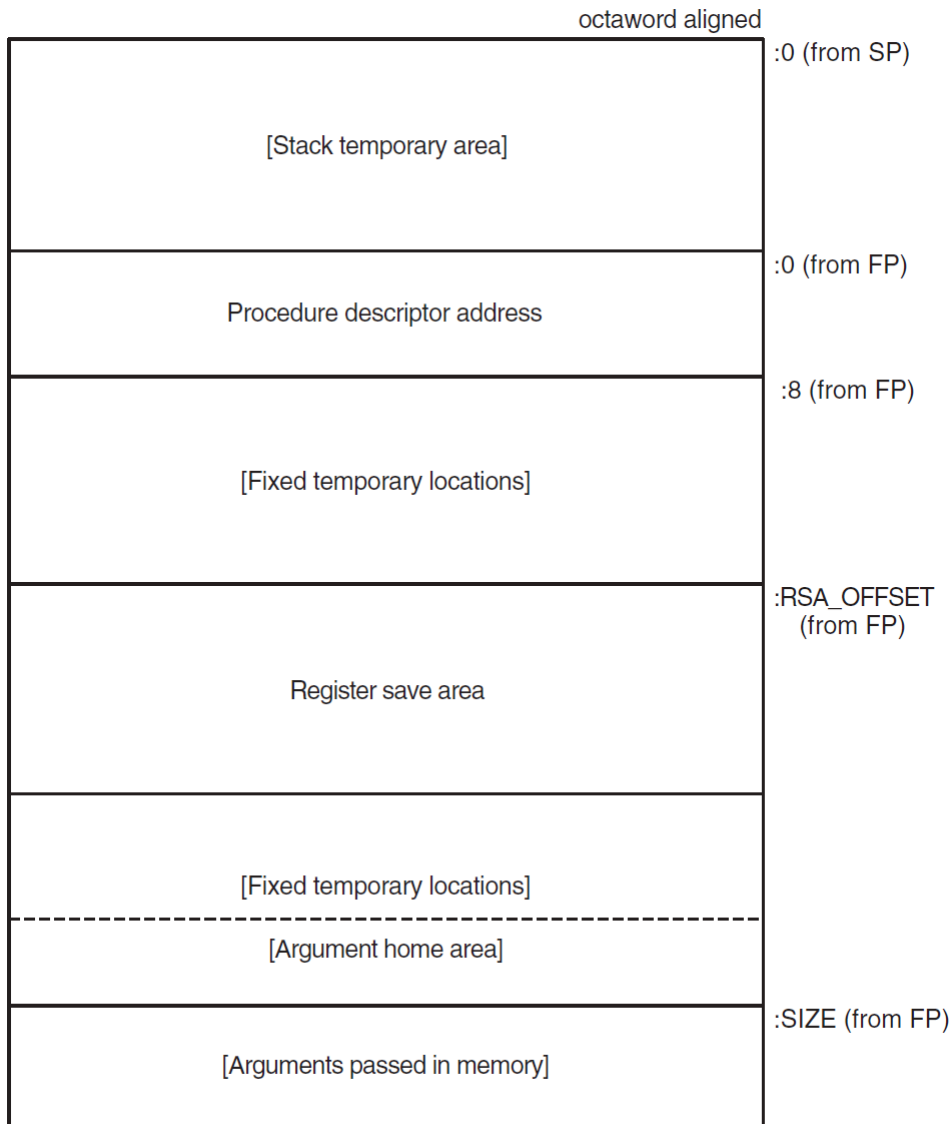 octaword aligned
:0 (from SP)
[Stack temporary area]
:0 (from FP)
Procedure descriptor address
:8 (from FP)
[Fixed temporary locations]
:RSA_OFFSET
(from FP)
Register save area
[Fixed temporary locations]
[Argument home area]
:SIZE (from FP)
[Arguments passed in memory]